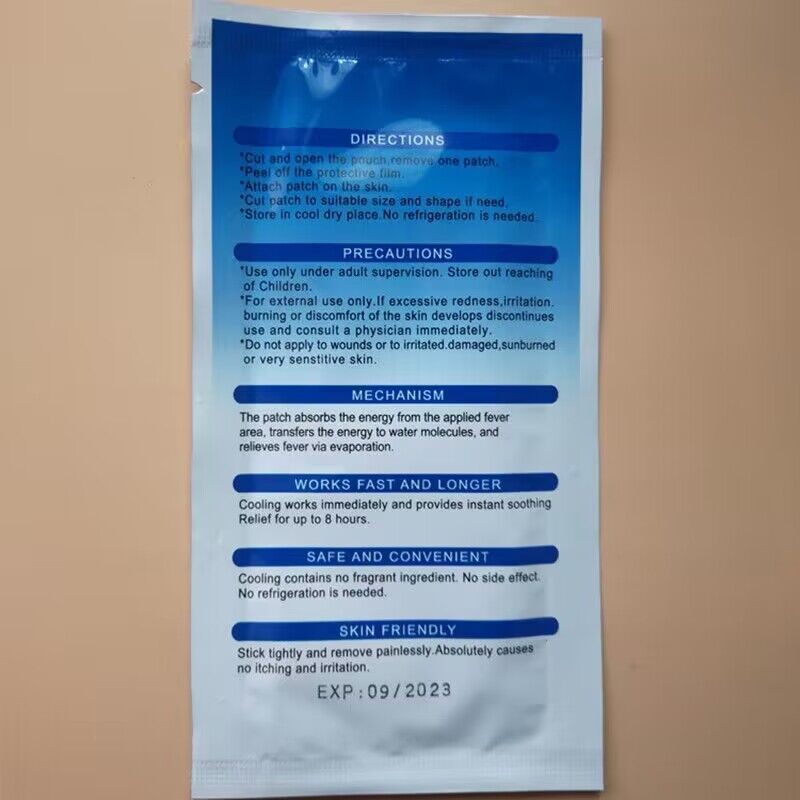 DIRECTIONS
*Cut and open the pouch,remove one patch.
*Peel off the protective film.
*Attach patch on the skin.
*Cut patch to suitable size and shape if need.
*Store in cool dry place.No refrigeration is needed.
PRECAUTIONS
*Use only under adult supervision. Store out reaching
of Children.
*For external use only.If excessive redness,irritation.
burning or discomfort of the skin develops discontinues
use and consult a physician immediately.
*Do not apply to wounds or to irritated.damaged,sunburned
or very senstitive skin.
MECHANISM
The patch absorbs the energy from the applied fever
area, transfers the energy to water molecules, and
relieves fever via evaporation.
WORKS FAST AND LONGER
Cooling works immediately and provides instant soothing
Relief for up to 8 hours.
SAFE AND CONVENIENT
Cooling contains no fragrant ingredient. No side effect.
No refrigeration is needed.
SKIN FRIENDLY
Stick tightly and remove painlessly.Absolutely causes
no itching and irritation.
EXP:09/2023